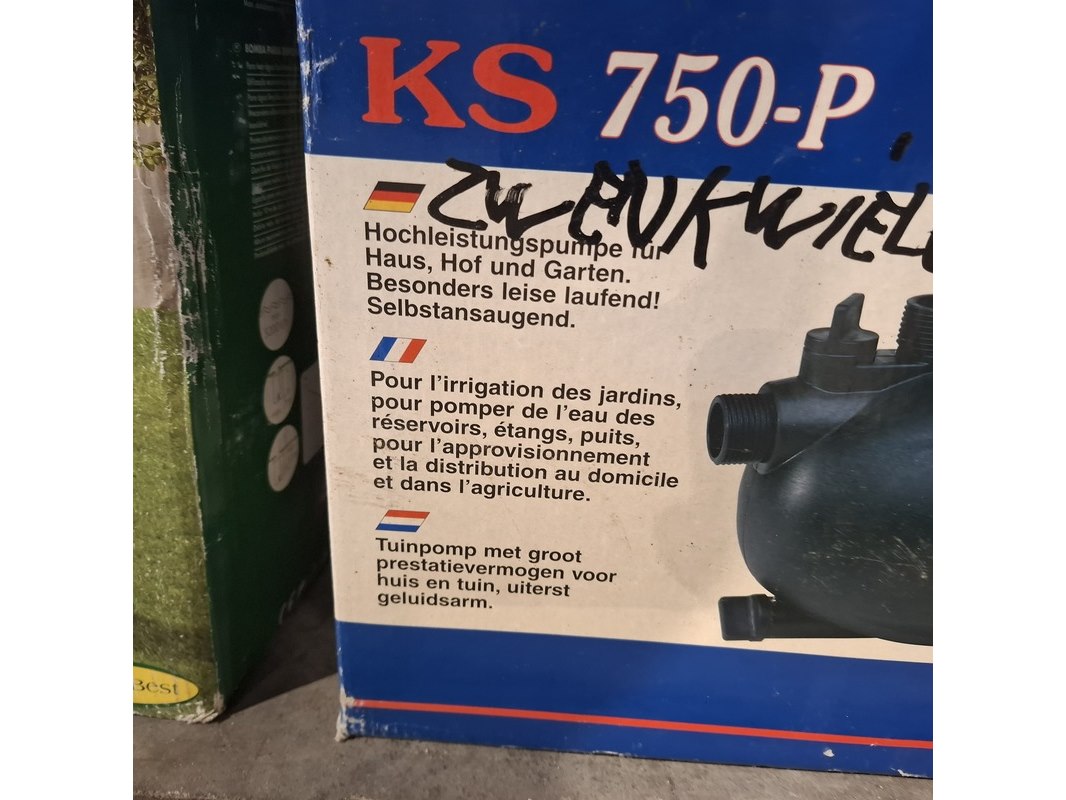 KS 750-P
ZWENKWIEL
Hochleistungspumpe für
Haus, Hof und Garten.
Besonders leise laufend!
Selbstansaugend.
Pour l'irrigation des jardins,
pour pomper de l'eau des
réservoirs, étangs, puits,
pour l'approvisionnement
et la distribution au domicile
et dans l'agriculture.
Tuinpomp met groot
prestatievermogen voor
huis en tuin, uiterst
geluidsarm.
Best